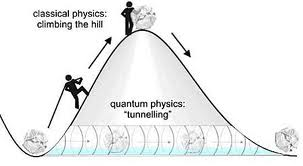 classical physics:
climbing the hill
quantum physics:
"tunnelling"